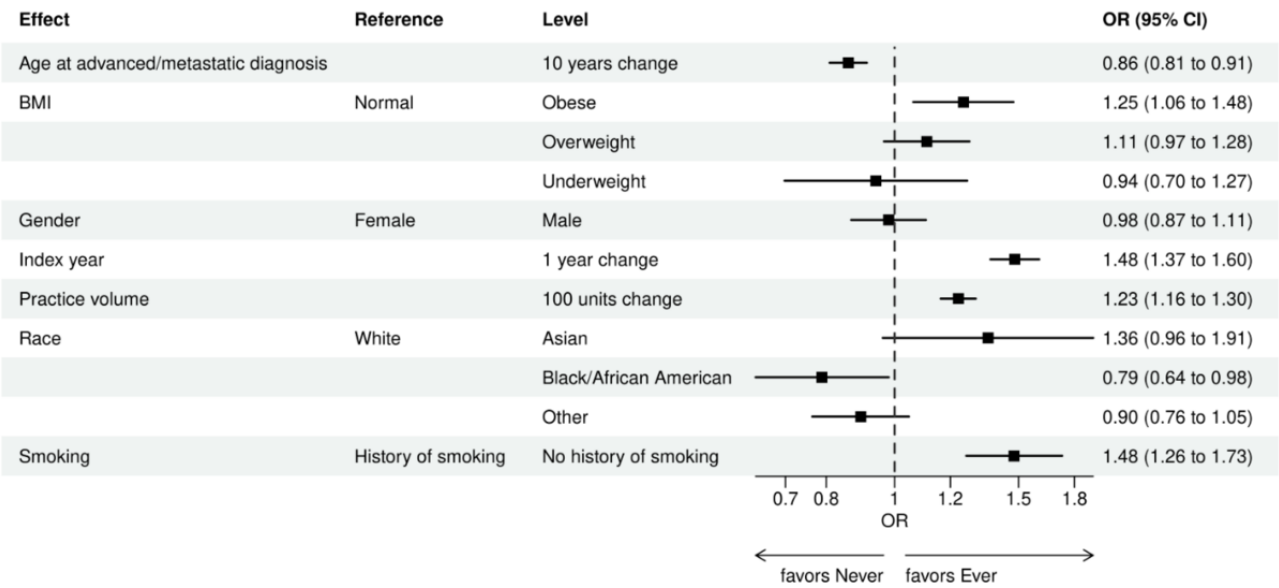 Effect Reference Level OR (95% CI)
Age at advanced/metastatic diagnosis 10 years change 0.86 (0.81 to 0.91)
BMI Normal Obese 1.25 (1.06 to 1.48)
Overweight 1.11 (0.97 to 1.28)
Underweight 0.94 (0.70 to 1.27)
Gender Female Male 0.98 (0.87 to 1.11)
Index year 1 year change 1.48 (1.37 to 1.60)
Practice volume 100 units change 1.23 (1.16 to 1.30)
Race White Asian 1.36 (0.96 to 1.91)
Black/African American 0.79 (0.64 to 0.98)
Other 0.90 (0.76 to 1.05)
Smoking History of smoking No history of smoking 1.48 (1.26 to 1.73)
0.7 0.8 1 1.2 1.5 1.8
OR
favors Never favors Ever